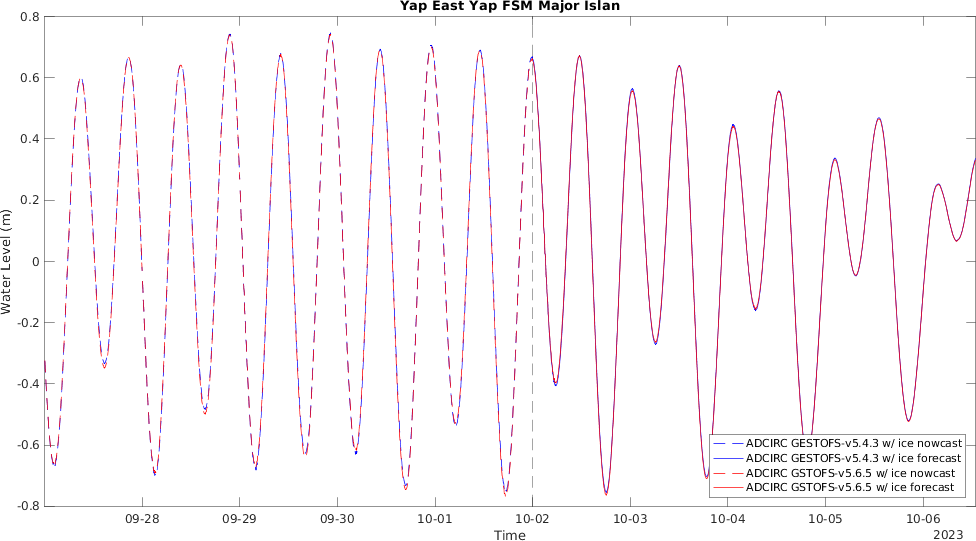 Yap East Yap FSM Major Islan
0.8
0.6
0.4
0.2
0
-0.2
-0.4
-0.6
-0.8
Water Level (m)
ADCIRC GESTOFS-v5.4.3 w/ ice nowcast
ADCIRC GESTOFS-v5.4.3 w/ ice forecast
ADCIRC GSTOFS-v5.6.5 w/ ice nowcast
ADCIRC GSTOFS-v5.6.5 w/ ice forecast
09-28 09-29 09-30 10-01 10-02 10-03 10-04 10-05 10-06
Time
2023